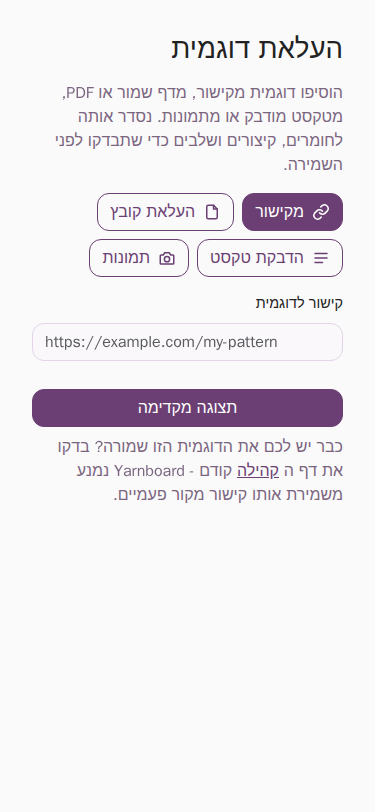 העלאת דוגמית
הוסיפו דוגמית מקישור, מדף שמור או PDF,
מטקסט מודבק או מתמונות. נסדר אותה
לחומרים, קיצורים ושלבים כדי שתבדקו לפני
השמירה.
מקישור
העלאת קובץ
הדבקת טקסט
תמונות
קישור לדוגמית
https://example.com/my-pattern
תצוגה מקדימה
כבר יש לכם את הדוגמית הזו שמורה? בדקו
את דף ה קהילה קודם - Yarnboard נמנע
משמירת אותו קישור מקור פעמיים.